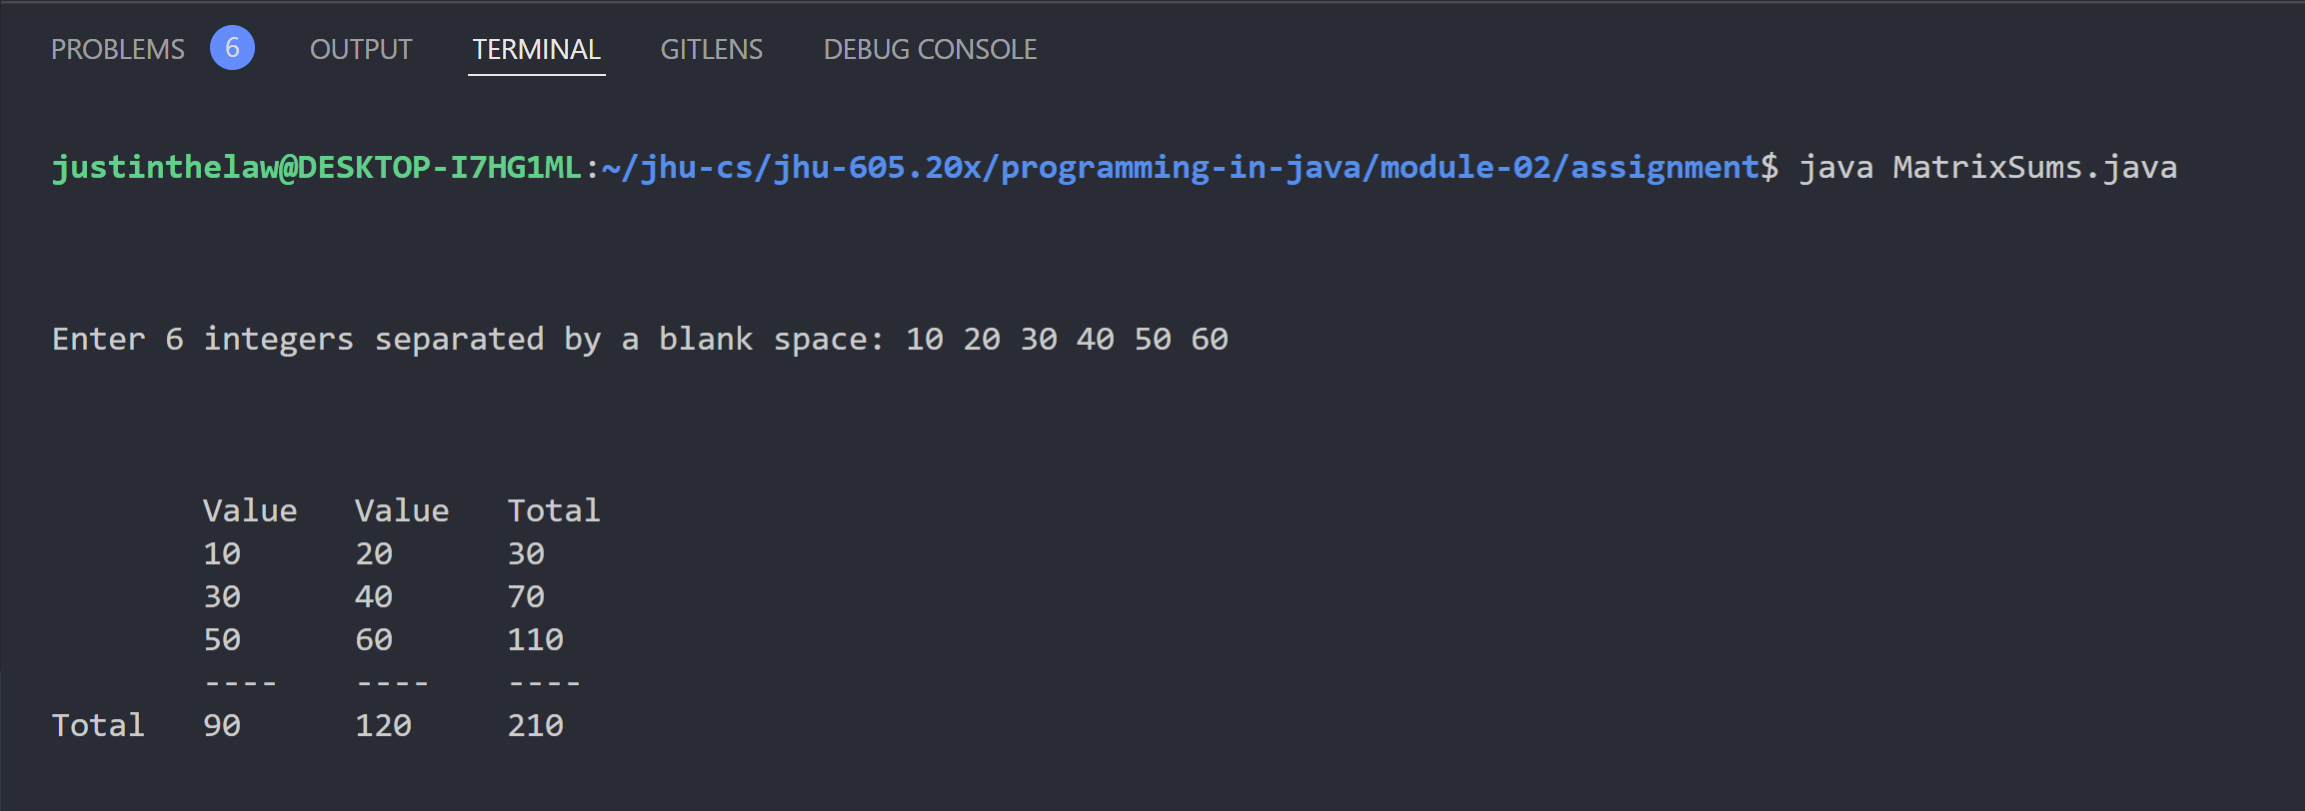 PROBLEMS 6 OUTPUT TERMINAL GITLENS DEBUG CONSOLE
justinthelaw@DESKTOP-I7HG1ML:~/jhu-cs/jhu-605.20x/programming-in-java/module-02/assignment$ java MatrixSums.java
Enter 6 integers separated by a blank space: 10 20 30 40 50 60
Value Value Total
10 20 30
30 40 70
50 60 110
---- ---- ----
Total 90 120 210